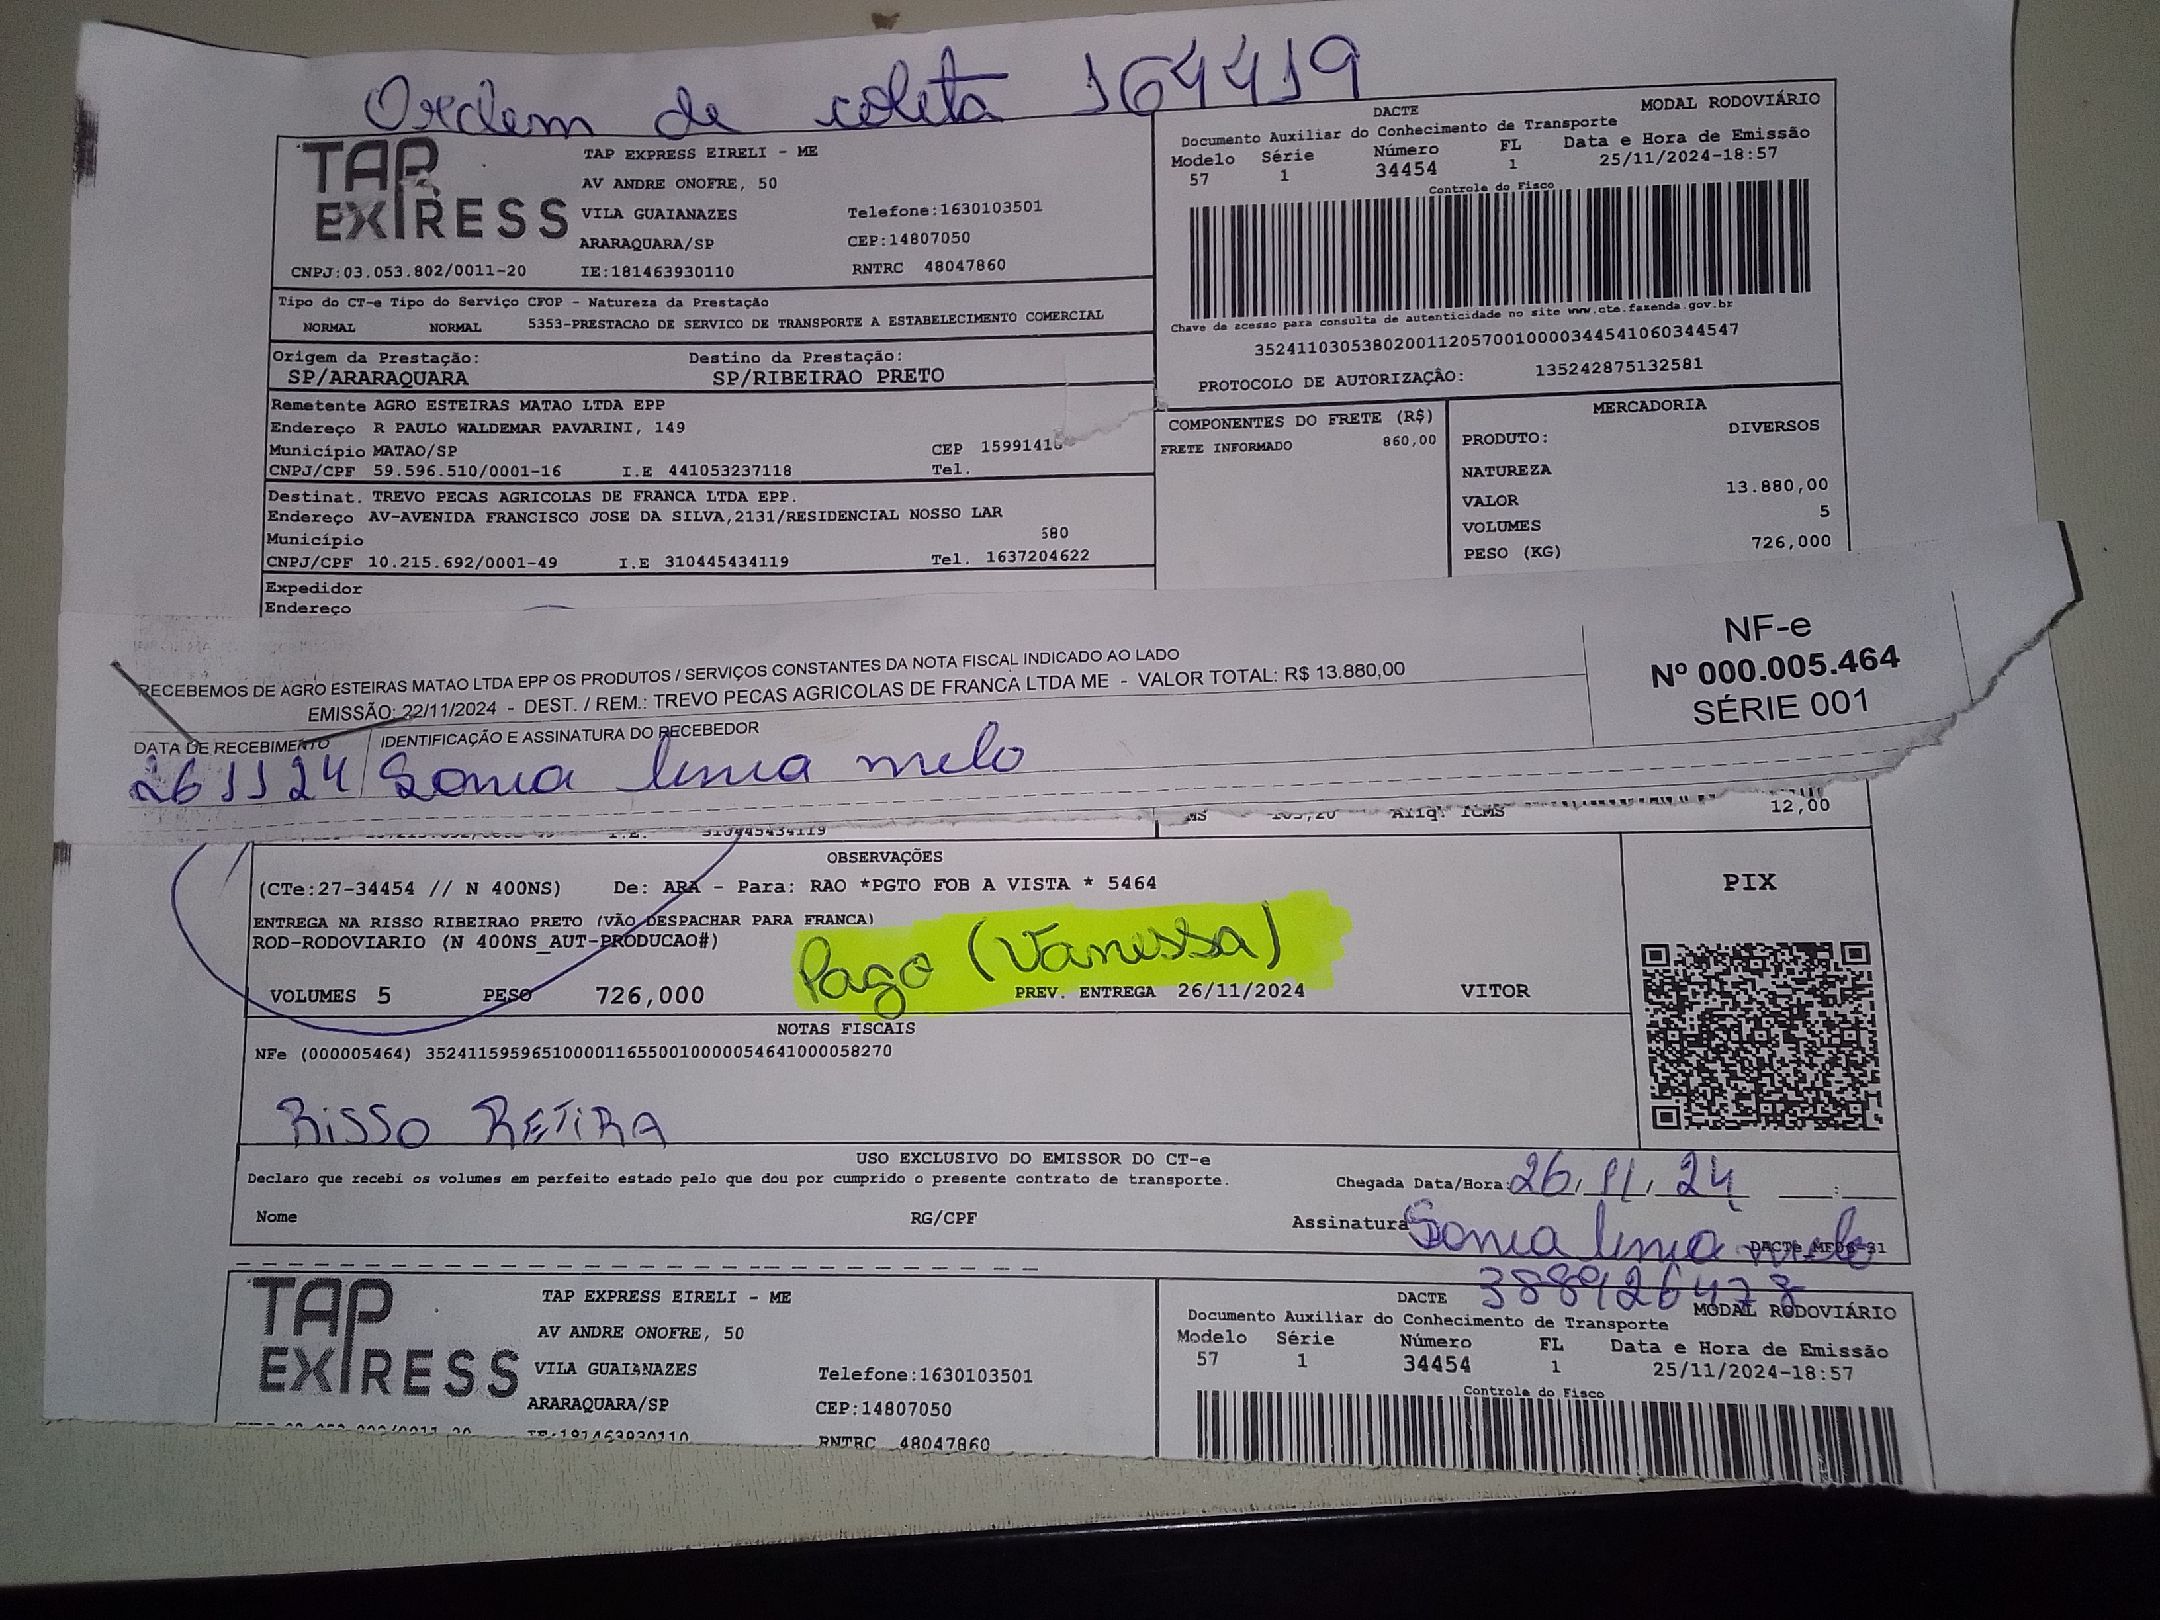 Ordem de coleta 164419
TAP EXPRESS
TAP EXPRESS EIRELI - ME
AV ANDRE ONOFRE, 50
VILA GUAIANAZES Telefone:1630103501
ARARAQUARA/SP CEP:14807050
CNPJ:03.053.802/0011-20 IE:181463930110 RNTRC 48047860
DACTE MODAL RODOVIÁRIO
Documento Auxiliar do Conhecimento de Transporte
Modelo Série Número FL Data e Hora de Emissão
57 1 34454 1 25/11/2024-18:57
Controle do Fisco
Chave de acesso para consulta de autenticidade no site www.cte.fazenda.gov.br
35241103053802001120570010000344541060344547
PROTOCOLO DE AUTORIZAÇÃO: 135242875132581
Tipo do CT-e Tipo do Serviço CFOP - Natureza da Prestação
NORMAL NORMAL 5353-PRESTACAO DE SERVICO DE TRANSPORTE A ESTABELECIMENTO COMERCIAL
Origem da Prestação: Destino da Prestação:
SP/ARARAQUARA SP/RIBEIRAO PRETO
Remetente AGRO ESTEIRAS MATAO LTDA EPP
Endereço R PAULO WALDEMAR PAVARINI, 149
Município MATAO/SP CEP
CNPJ/CPF 59.596.510/0001-16 I.E 441053237118 Tel.
Destinat. TREVO PECAS AGRICOLAS DE FRANCA LTDA EPP.
Endereço AV-AVENIDA FRANCISCO JOSE DA SILVA,2131/RESIDENCIAL NOSSO LAR
Município 580
CNPJ/CPF 10.215.692/0001-49 I.E 310445434119 Tel. 1637204622
Expedidor
Endereço
COMPONENTES DO FRETE (R$)
FRETE INFORMADO 860,00
MERCADORIA
PRODUTO: DIVERSOS
NATUREZA
VALOR 13.880,00
VOLUMES 5
PESO (KG) 726,000
RECEBEMOS DE AGRO ESTEIRAS MATAO LTDA EPP OS PRODUTOS / SERVIÇOS CONSTANTES DA NOTA FISCAL INDICADO AO LADO
EMISSÃO: 22/11/2024 - DEST. / REM.: TREVO PECAS AGRICOLAS DE FRANCA LTDA ME - VALOR TOTAL: R$ 13.880,00
DATA DE RECEBIMENTO IDENTIFICAÇÃO E ASSINATURA DO RECEBEDOR
26 11 24 Sonia lima melo
NF-e
Nº 000.005.464
SÉRIE 001
310445434119 Aliq. ICMS 12,00
OBSERVAÇÕES
(CTe:27-34454 // N 400NS) De: ARA - Para: RAO *PGTO FOB A VISTA * 5464
ENTREGA NA RISSO RIBEIRAO PRETO (VÃO DESPACHAR PARA FRANCA)
ROD-RODOVIARIO (N 400NS_AUT-PRODUCAO#)
Pago (Vanessa)
VOLUMES 5 PESO 726,000 PREV. ENTREGA 26/11/2024 VITOR
PIX
NOTAS FISCAIS
NFe (000005464) 35241159596510000116550010000054641000058270
RISSO RETIRA
USO EXCLUSIVO DO EMISSOR DO CT-e
Declaro que recebi os volumes em perfeito estado pelo que dou por cumprido o presente contrato de transporte.
Chegada Data/Hora: 26/11/24 :
Nome RG/CPF Assinatura Sonia lima melo
388926478
TAP EXPRESS
TAP EXPRESS EIRELI - ME
AV ANDRE ONOFRE, 50
VILA GUAIANAZES Telefone:1630103501
ARARAQUARA/SP CEP:14807050
IE:181463930110 RNTRC 48047860
DACTE MODAL RODOVIÁRIO
Documento Auxiliar do Conhecimento de Transporte
Modelo Série Número FL Data e Hora de Emissão
57 1 34454 1 25/11/2024-18:57
Controle do Fisco